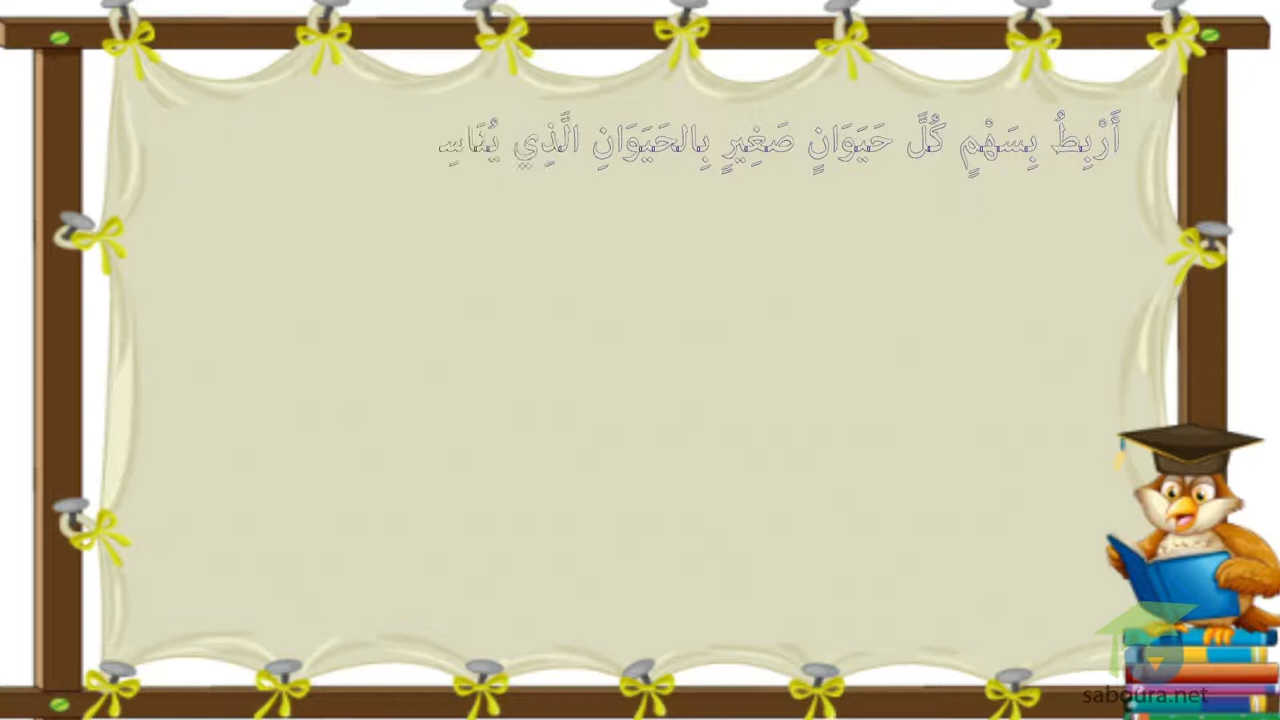 أَرْبِطُ بِسَهْمٍ كُلَّ حَيَوَانٍ صَغِيرٍ بِالحَيَوَانِ الَّذِي يُنَاسِ
saboura.net